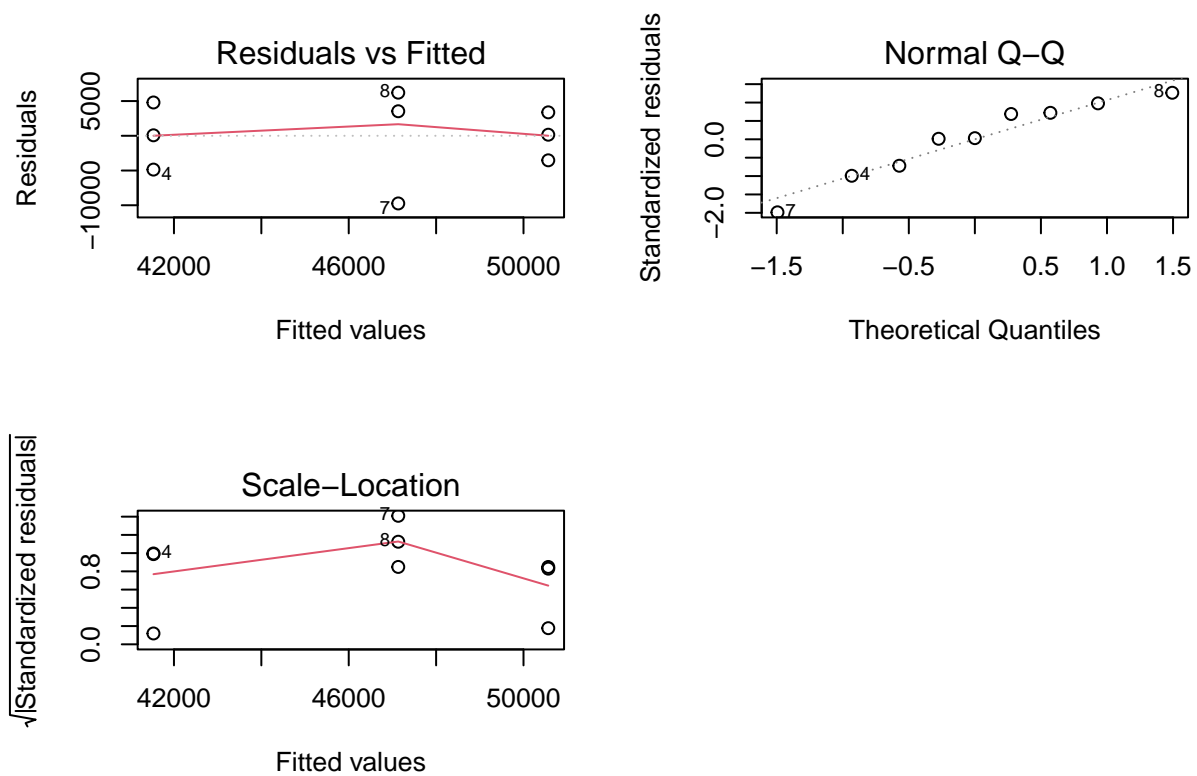 Residuals vs Fitted
Residuals
5000
−10000
8
4
7
42000 46000 50000
Fitted values
Normal Q−Q
Standardized residuals
0.0
−2.0
8
4
7
−1.5 −0.5 0.5 1.0 1.5
Theoretical Quantiles
Scale−Location
√|Standardized residuals|
0.8
0.0
7
4
8
42000 46000 50000
Fitted values